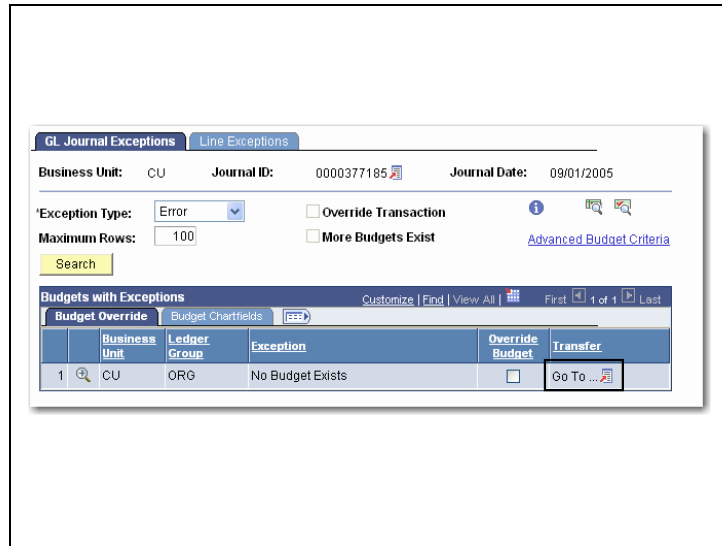 GL Journal Exceptions Line Exceptions
Business Unit: CU Journal ID: 0000377185 Journal Date: 09/01/2005
*Exception Type: Error Override Transaction
Maximum Rows: 100 More Budgets Exist Advanced Budget Criteria
Search
Budgets with Exceptions Customize | Find | View All | First 1 of 1 Last
Budget Override Budget Chartfields
Business Unit Ledger Group Exception Override Budget Transfer
1 CU ORG No Budget Exists Go To ...